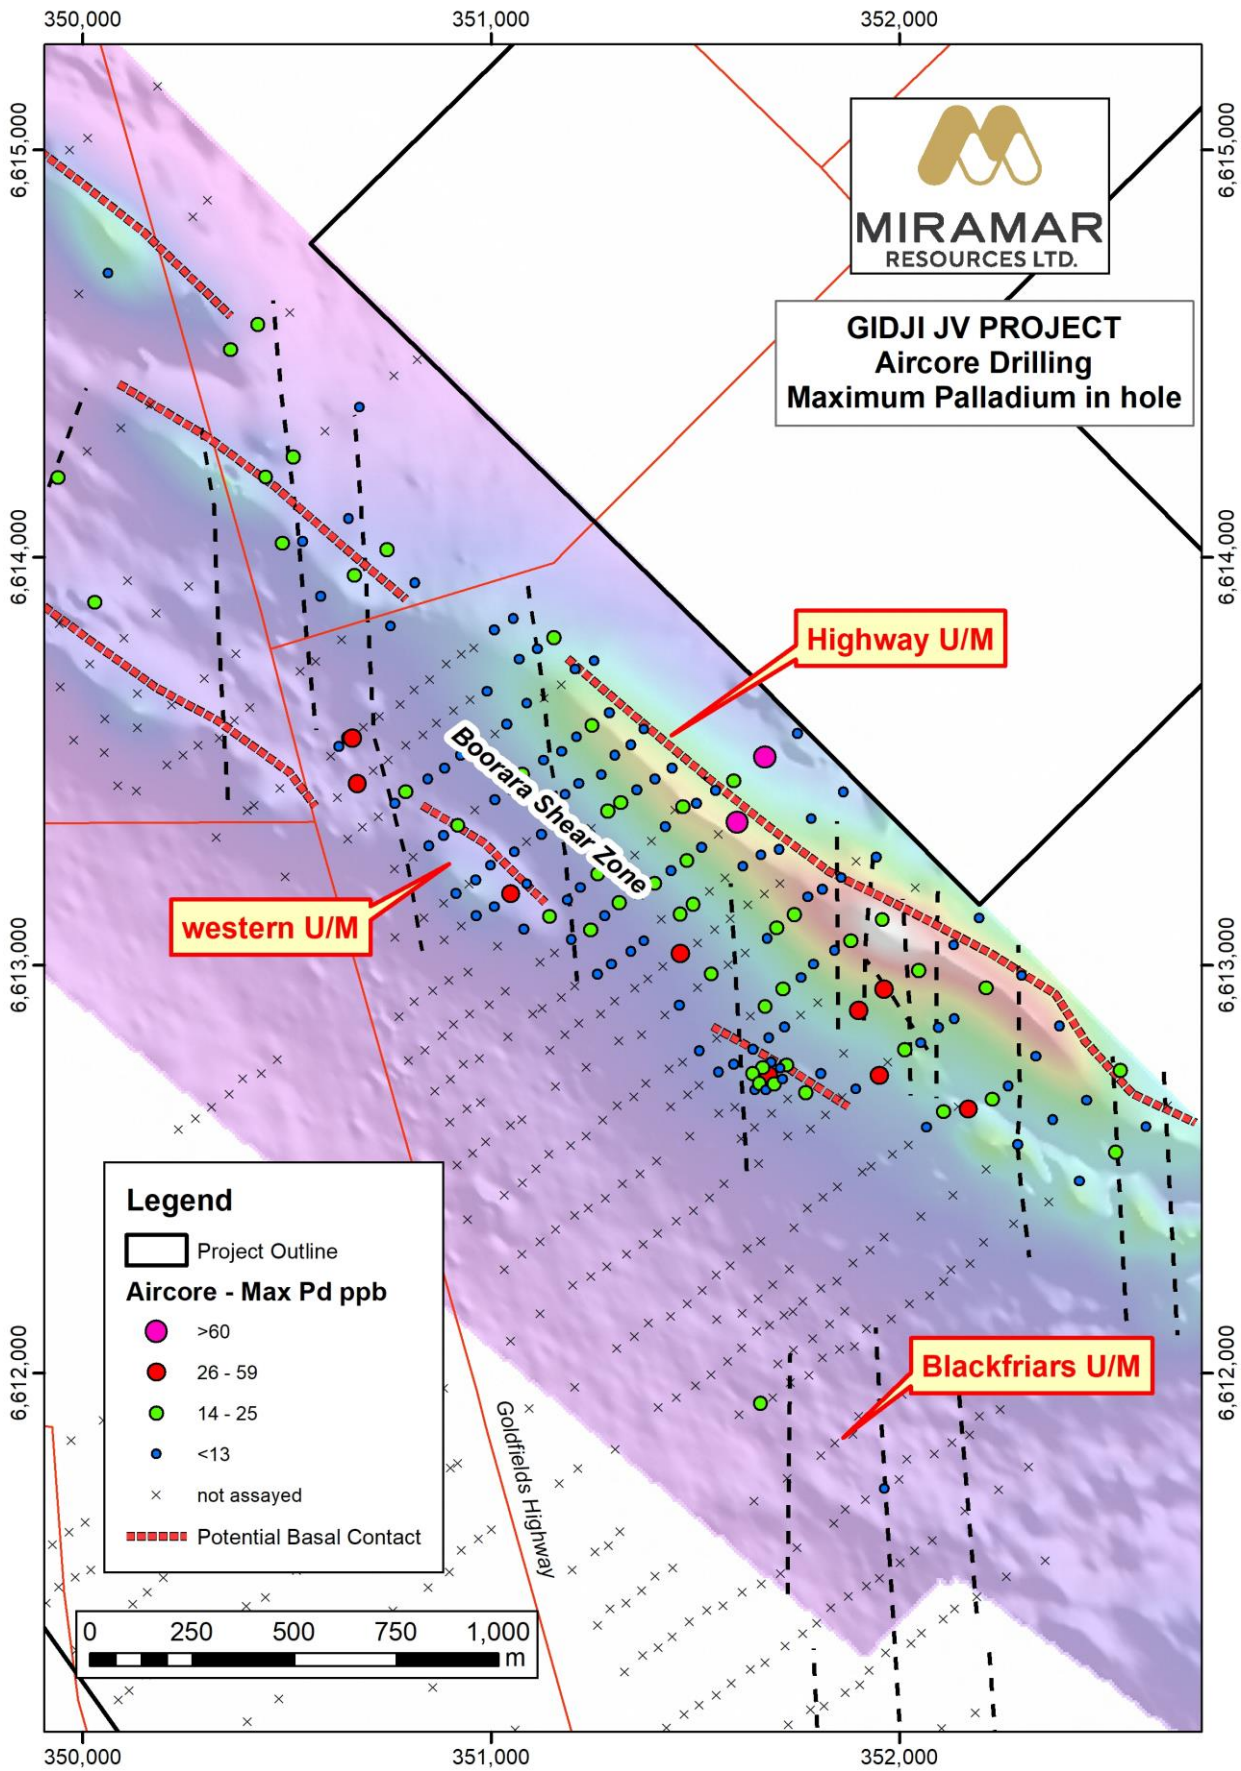 350,000
351,000
352,000
6,615,000
6,615,000
MIRAMAR
RESOURCES LTD.
GIDJI JV PROJECT
Aircore Drilling
Maximum Palladium in hole
6,614,000
6,614,000
Highway U/M
Boorara Shear Zone
western U/M
6,613,000
6,613,000
Legend
Project Outline
Aircore - Max Pd ppb
>60
26 - 59
14 - 25
<13
not assayed
Potential Basal Contact
6,612,000
6,612,000
Blackfriars U/M
Goldfields Highway
0 250 500 750 1,000
m
350,000
351,000
352,000